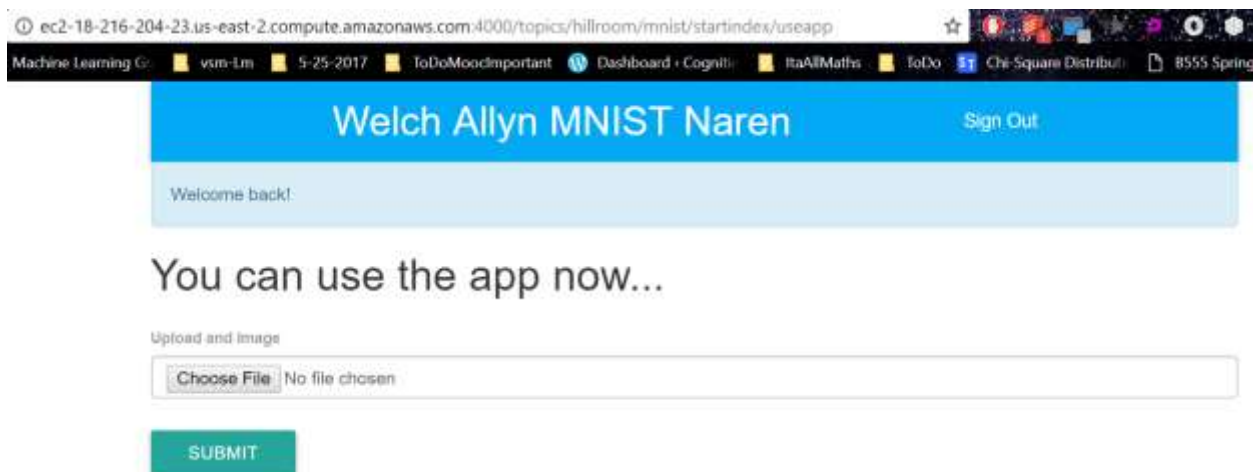 ec2-18-216-204-23.us-east-2.compute.amazonaws.com:4000/topics/hillroom/mnist/startindex/useapp
Machine Learning vsm-Lm 5-25-2017 ToDoMoocImportant Dashboard ‹ Cogniti ItaAllMaths ToDo ST Chi-Square Distribut 8555 Spring
Welch Allyn MNIST Naren Sign Out
Welcome back!
You can use the app now...
Upload and Image
Choose File No file chosen
SUBMIT